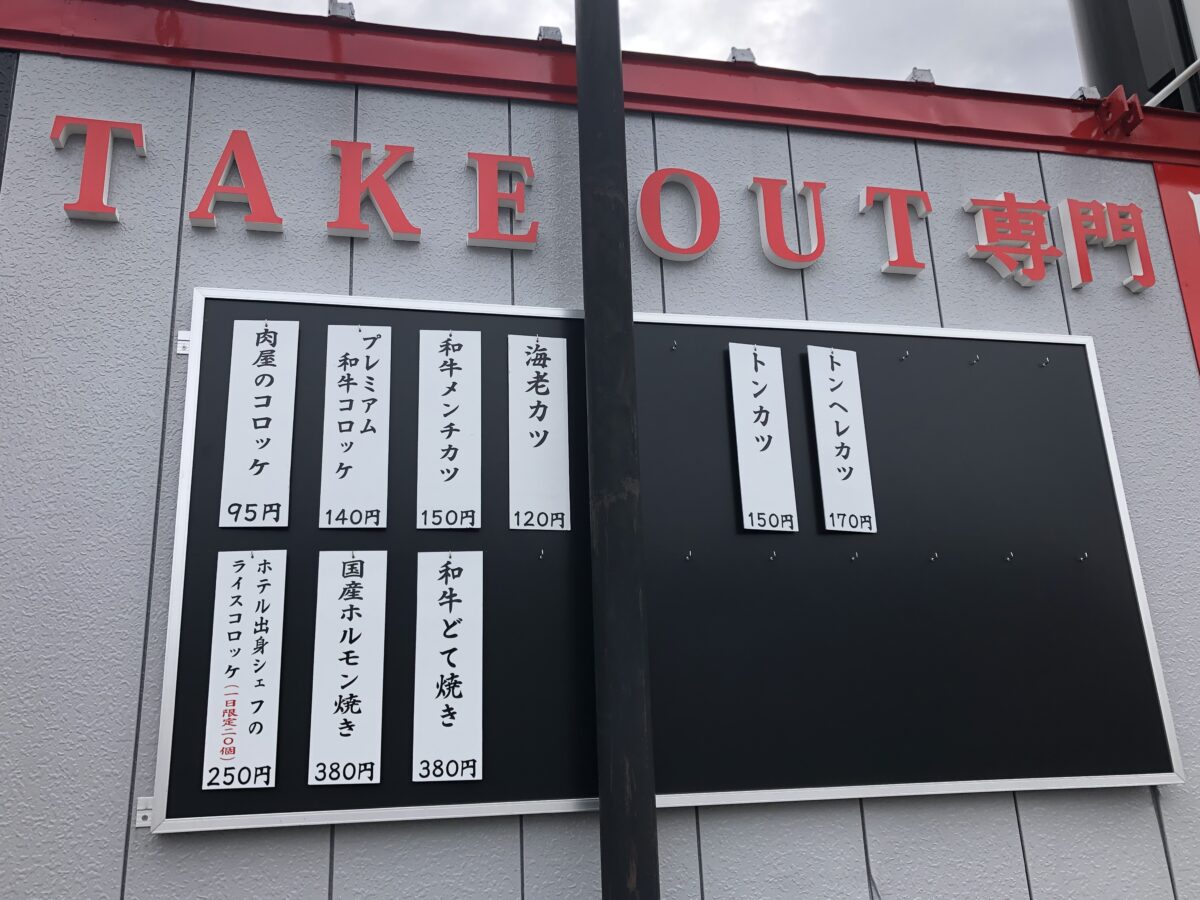 TAKE OUT専門
肉屋のコロッケ
95円
プレミアム
和牛コロッケ
140円
和牛メンチカツ
150円
海老カツ
120円
トンカツ
150円
トンヘレカツ
170円
ホテル出身シェフの
ライスコロッケ(一日限定二〇個)
250円
国産ホルモン焼き
380円
和牛どて焼き
380円